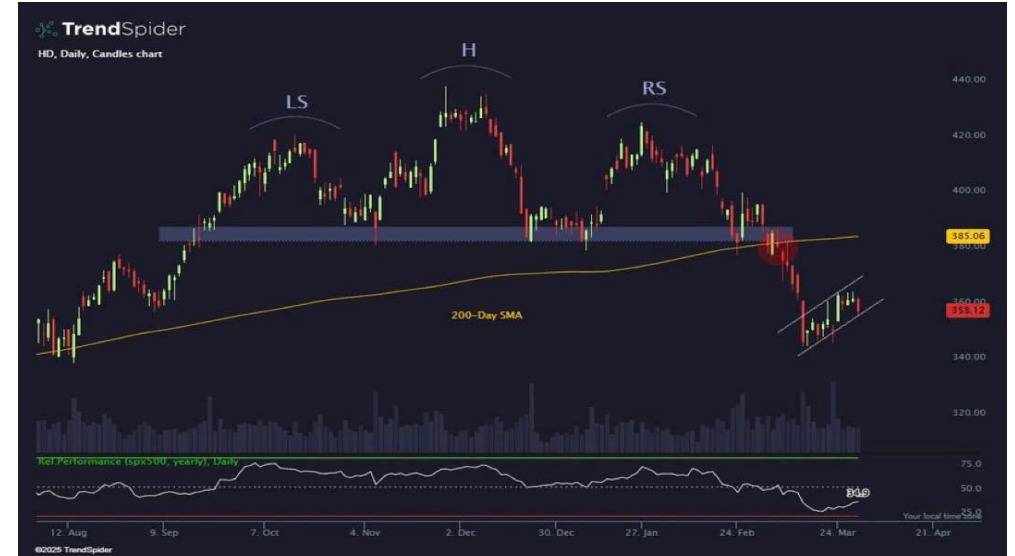 TrendSpider
HD, Daily, Candles chart
H
LS
RS
440.00
420.00
400.00
385.06
380.00
360.00
358.12
200-Day SMA
340.00
320.00
Rel.Performance (spx500, yearly), Daily
75.0
50.0
34.9
25.0
Your local time zone
12. Aug 9. Sep 7. Oct 4. Nov 2. Dec 30. Dec 27. Jan 24. Feb 24. Mar 21. Apr
©2025 TrendSpider